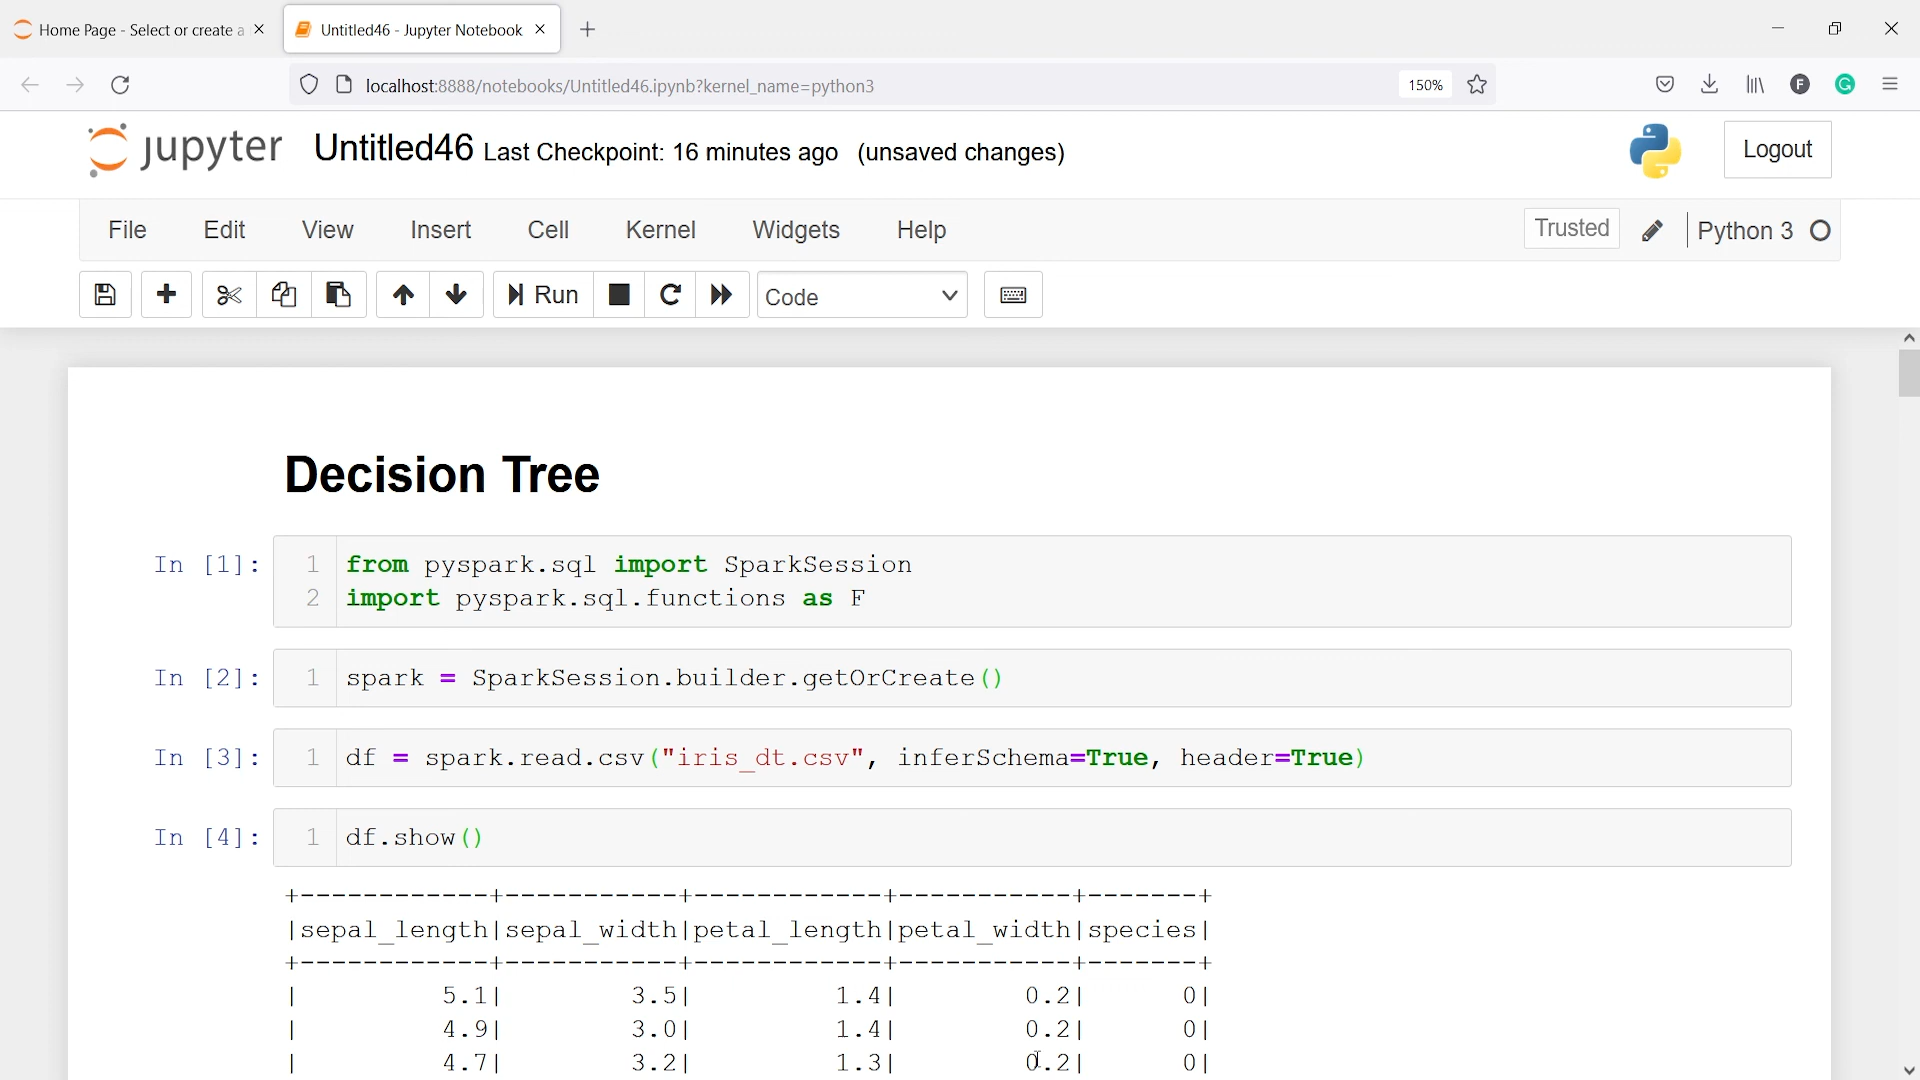 Home Page - Select or create a
Untitled46 - Jupyter Notebook
localhost:8888/notebooks/Untitled46.ipynb?kernel_name=python3
150%
F
G
jupyter Untitled46 Last Checkpoint: 16 minutes ago (unsaved changes)
Logout
File Edit View Insert Cell Kernel Widgets Help
Trusted
Python 3
Run
Code
Decision Tree
In [1]:
1 from pyspark.sql import SparkSession
2 import pyspark.sql.functions as F
In [2]:
1 spark = SparkSession.builder.getOrCreate()
In [3]:
1 df = spark.read.csv("iris_dt.csv", inferSchema=True, header=True)
In [4]:
1 df.show()
+------------+-----------+------------+-----------+-------+
|sepal_length|sepal_width|petal_length|petal_width|species|
+------------+-----------+------------+-----------+-------+
|         5.1|        3.5|         1.4|        0.2|      0|
|         4.9|        3.0|         1.4|        0.2|      0|
|         4.7|        3.2|         1.3|        0.2|      0|